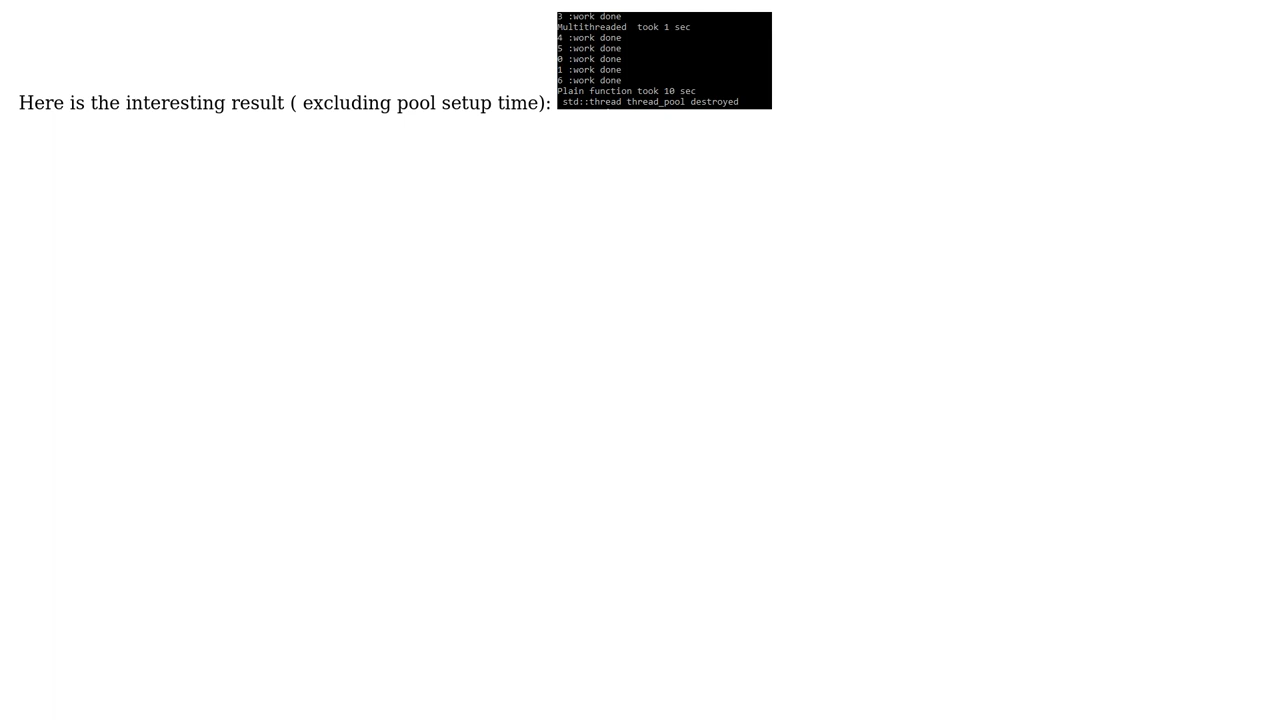 Here is the interesting result ( excluding pool setup time):
3 :work done
Multithreaded  took 1 sec
4 :work done
5 :work done
0 :work done
1 :work done
6 :work done
Plain function took 10 sec
 std::thread thread_pool destroyed